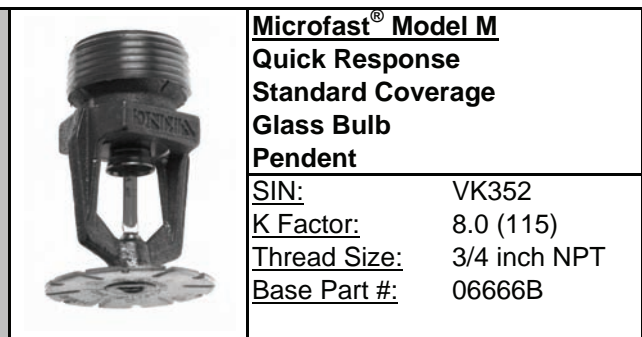 Microfast® Model M
Quick Response
Standard Coverage
Glass Bulb
Pendent
SIN: VK352
K Factor: 8.0 (115)
Thread Size: 3/4 inch NPT
Base Part #: 06666B